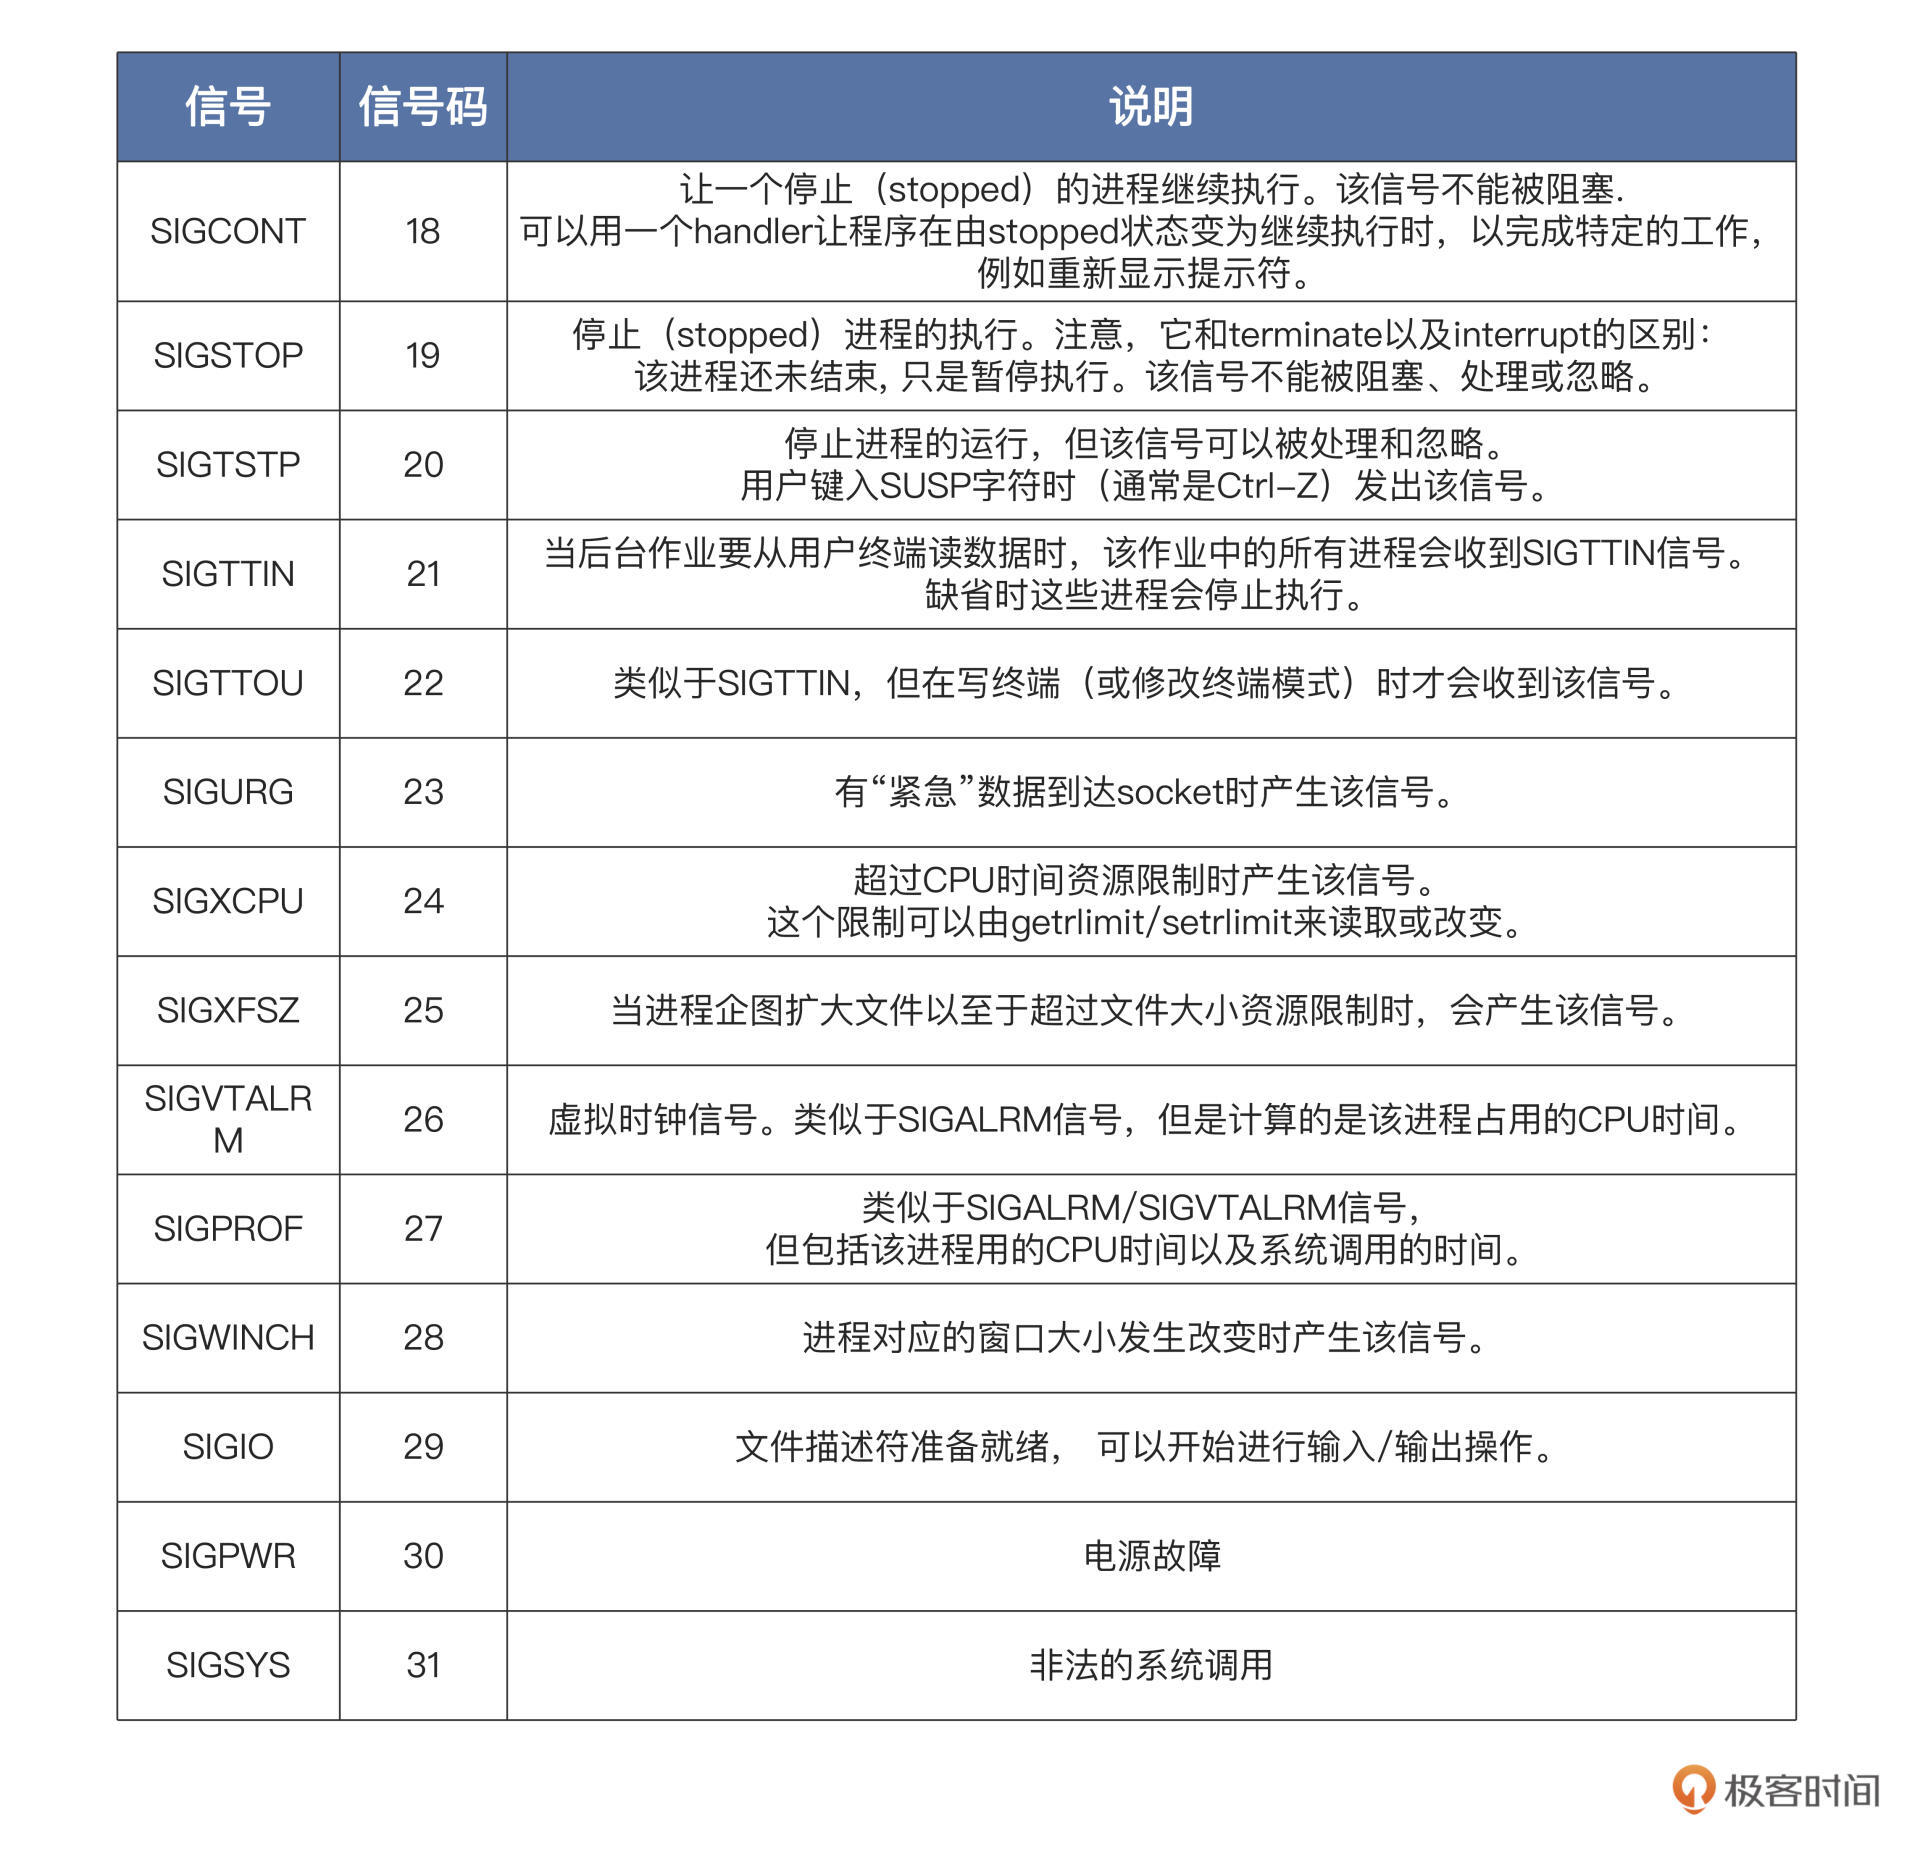 信号 信号码 说明
让一个停止（stopped）的进程继续执行。该信号不能被阻塞.
SIGCONT 18 可以用一个handler让程序在由stopped状态变为继续执行时，以完成特定的工作，
例如重新显示提示符。
SIGSTOP 19 停止（stopped）进程的执行。注意，它和terminate以及interrupt的区别：
该进程还未结束, 只是暂停执行。该信号不能被阻塞、处理或忽略。
SIGTSTP 20 停止进程的运行，但该信号可以被处理和忽略。
用户键入SUSP字符时（通常是Ctrl-Z）发出该信号。
SIGTTIN 21 当后台作业要从用户终端读数据时，该作业中的所有进程会收到SIGTTIN信号。
缺省时这些进程会停止执行。
SIGTTOU 22 类似于SIGTTIN，但在写终端（或修改终端模式）时才会收到该信号。
SIGURG 23 有“紧急”数据到达socket时产生该信号。
SIGXCPU 24 超过CPU时间资源限制时产生该信号。
这个限制可以由getrlimit/setrlimit来读取或改变。
SIGXFSZ 25 当进程企图扩大文件以至于超过文件大小资源限制时，会产生该信号。
SIGVTALR
M 26 虚拟时钟信号。类似于SIGALRM信号，但是计算的是该进程占用的CPU时间。
SIGPROF 27 类似于SIGALRM/SIGVTALRM信号，
但包括该进程用的CPU时间以及系统调用的时间。
SIGWINCH 28 进程对应的窗口大小发生改变时产生该信号。
SIGIO 29 文件描述符准备就绪， 可以开始进行输入/输出操作。
SIGPWR 30 电源故障
SIGSYS 31 非法的系统调用
极客时间